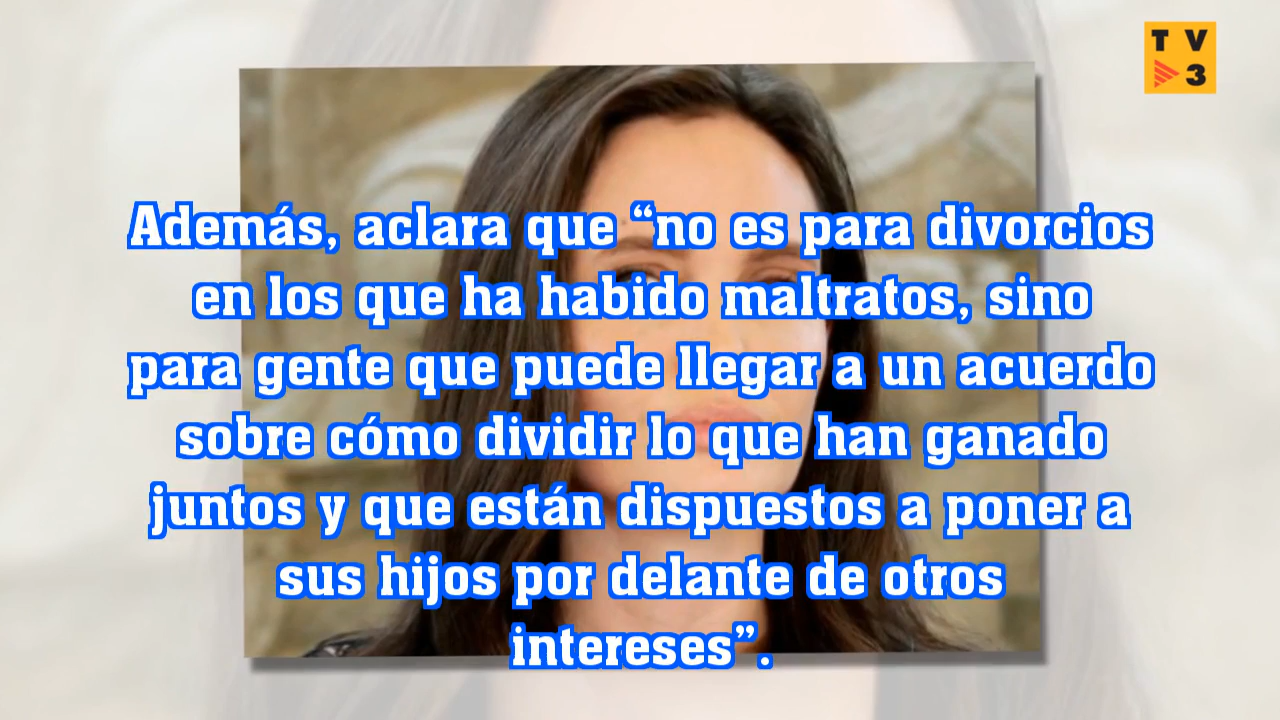 TV
3
Además, aclara que “no es para divorcios
en los que ha habido maltratos, sino
para gente que puede llegar a un acuerdo
sobre cómo dividir lo que han ganado
juntos y que están dispuestos a poner a
sus hijos por delante de otros
intereses”.